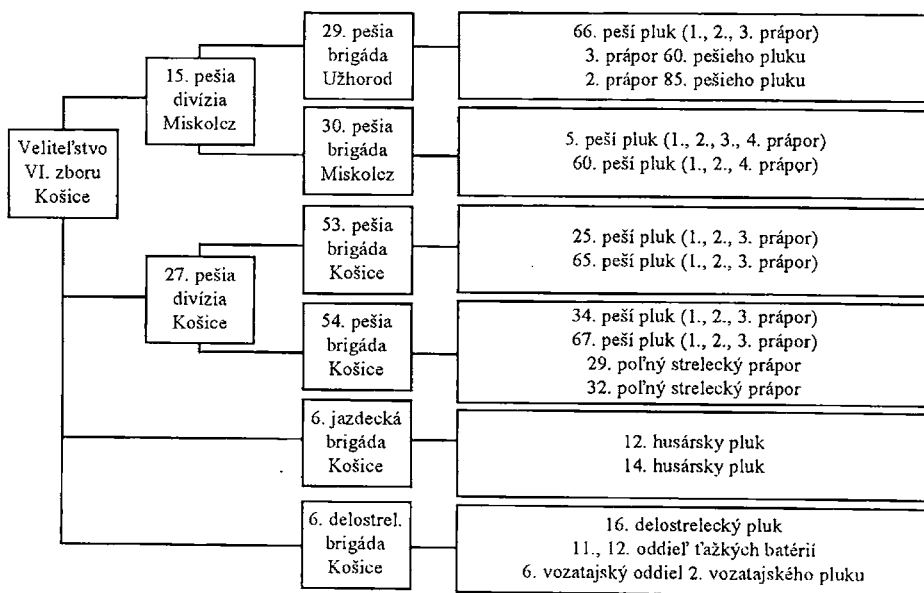 Veliteľstvo
VI. zboru
Košice
15. pešia
divízia
Miskolcz
29. pešia
brigáda
Užhorod
66. peší pluk (1., 2., 3. prápor)
3. prápor 60. pešieho pluku
2. prápor 85. pešieho pluku
30. pešia
brigáda
Miskolcz
5. peší pluk (1., 2, 3., 4. prápor)
60. peší pluk (1., 2., 4. prápor)
27. pešia
divízia
Košice
53. pešia
brigáda
Košice
25. peší pluk (1., 2., 3. prápor)
65. peší pluk (1., 2., 3. prápor)
54. pešia
brigáda
Košice
34. peší pluk (1., 2., 3. prápor)
67. peší pluk (1., 2., 3. prápor)
29. poľný strelecký prápor
32. poľný strelecký prápor
6. jazdecká
brigáda
Košice
12. husársky pluk
14. husársky pluk
6. delostrel.
brigáda
Košice
16. delostrelecký pluk
11., 12. oddieľ ťažkých batérií
6. vozatajský oddiel 2. vozatajského pluku